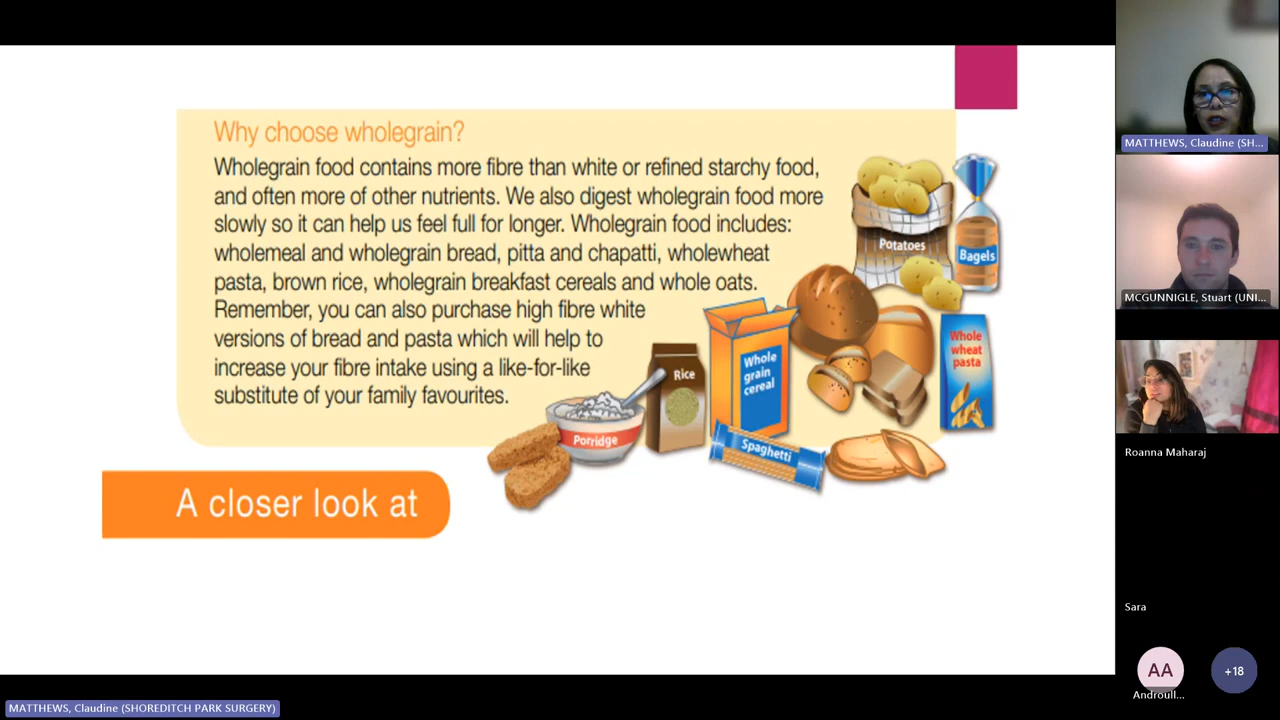 Why choose wholegrain?
Wholegrain food contains more fibre than white or refined starchy food,
and often more of other nutrients. We also digest wholegrain food more
slowly so it can help us feel full for longer. Wholegrain food includes:
wholemeal and wholegrain bread, pitta and chapatti, wholewheat
pasta, brown rice, wholegrain breakfast cereals and whole oats.
Remember, you can also purchase high fibre white
versions of bread and pasta which will help to
increase your fibre intake using a like-for-like
substitute of your family favourites.
Potatoes
Bagels
Whole
wheat
pasta
Whole
grain
cereal
Rice
Porridge
Spaghetti
A closer look at
MATTHEWS, Claudine (SH...
MCGUNNIGLE, Stuart (UNI...
Roanna Maharaj
Sara
AA
Androull...
+18
MATTHEWS, Claudine (SHOREDITCH PARK SURGERY)